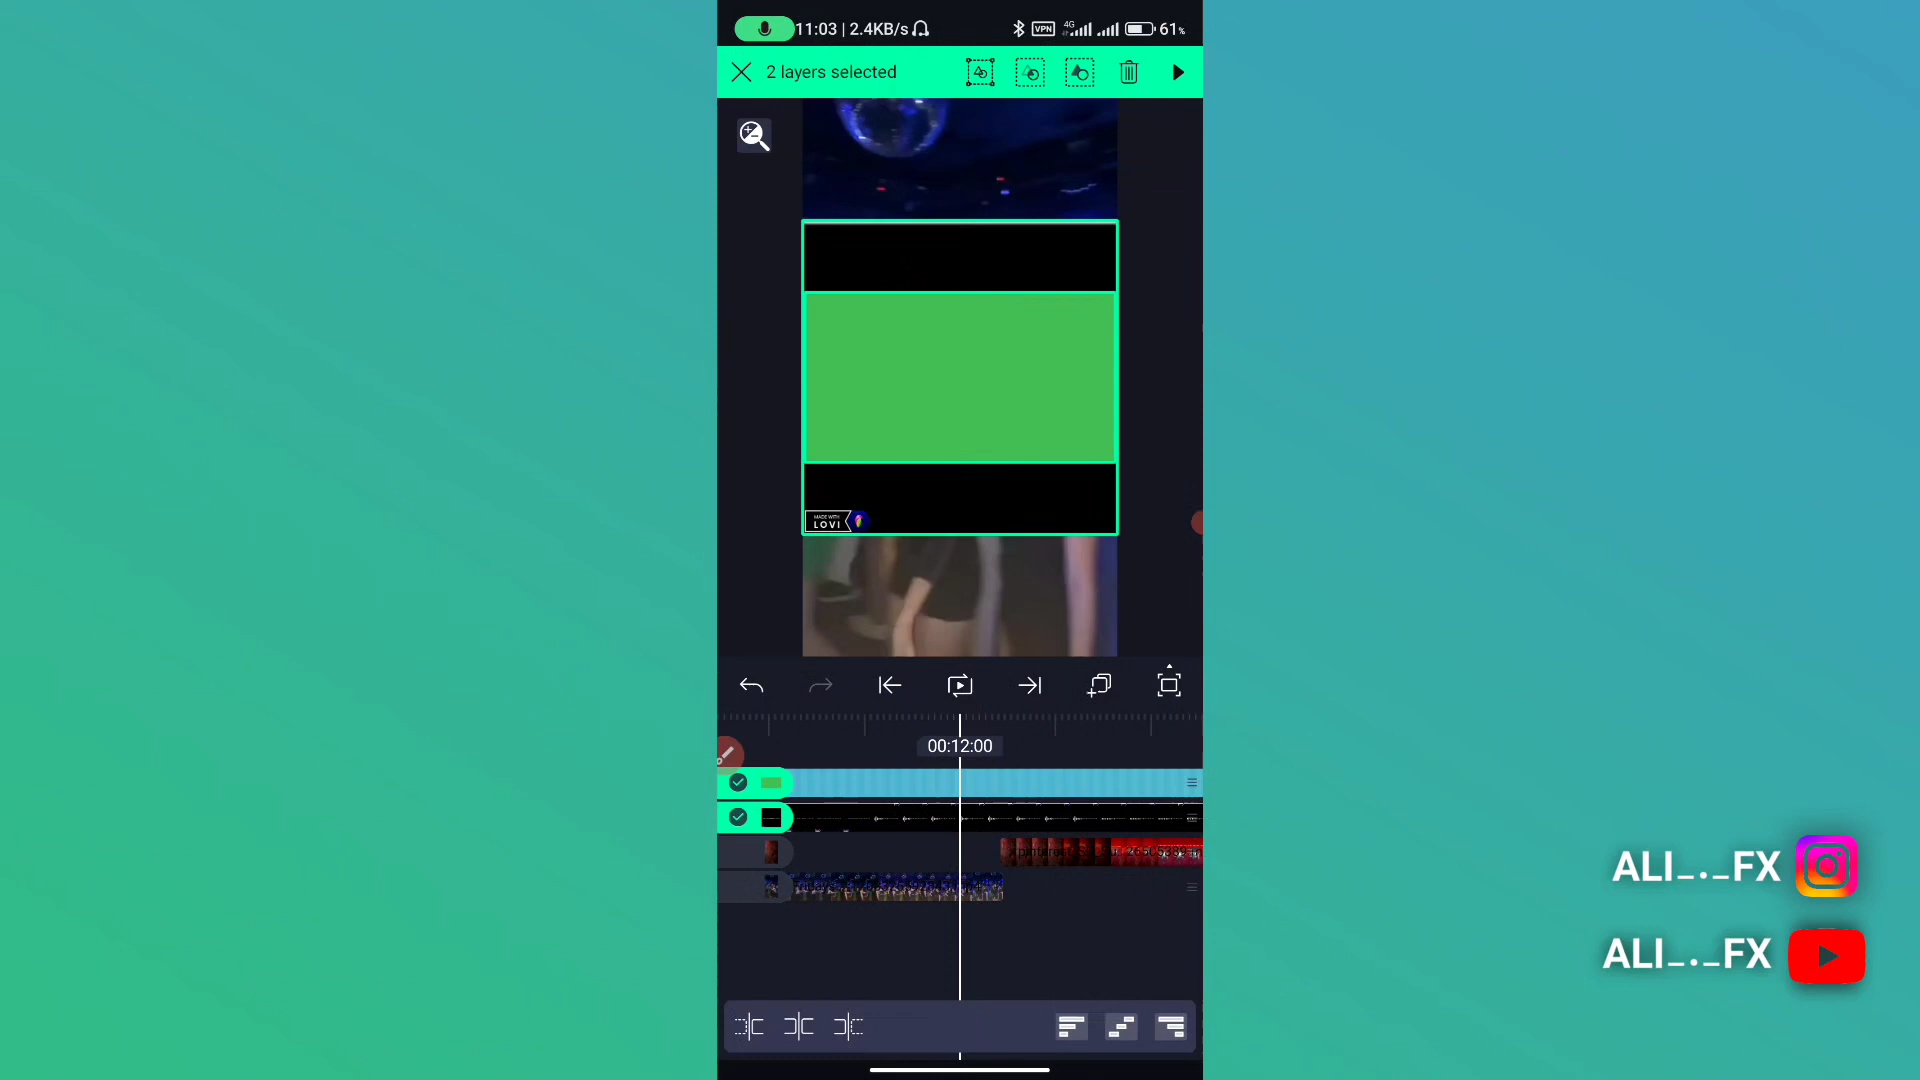 11:03 | 2.4KB/s
VPN
4G
61%
2 layers selected
MADE WITH
LOVI
00:12:00
ALI_._FX
ALI_._FX